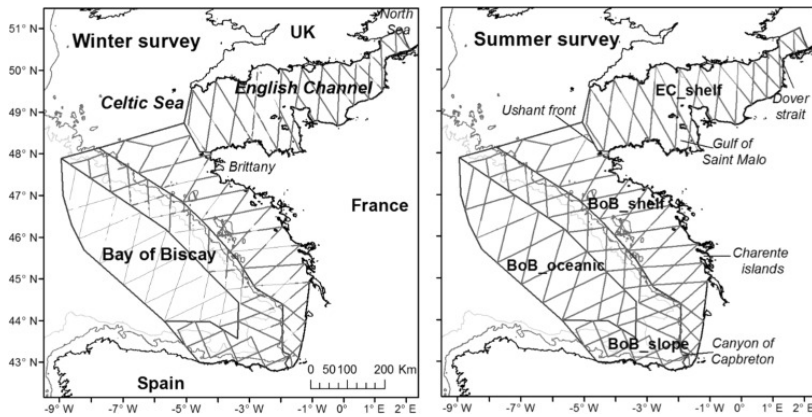 North
Sea
Winter survey
UK
English Channel
Celtic Sea
Brittany
France
Bay of Biscay
Spain
0 50 100 200 Km
51° N
50° N
49° N
48° N
47° N
46° N
45° N
44° N
43° N
-9° W
-7° W
-5° W
-3° W
-1° W
0°
1° E
2° E
Summer survey
EC_shelf
Dover
strait
Ushant front
Gulf of
Saint Malo
BoB_shelf
BoB_oceanic
Charente
islands
BoB_slope
Canyon of
Capbreton
-9° W
-7° W
-5° W
-3° W
-1° W
0°
1° E
2° E